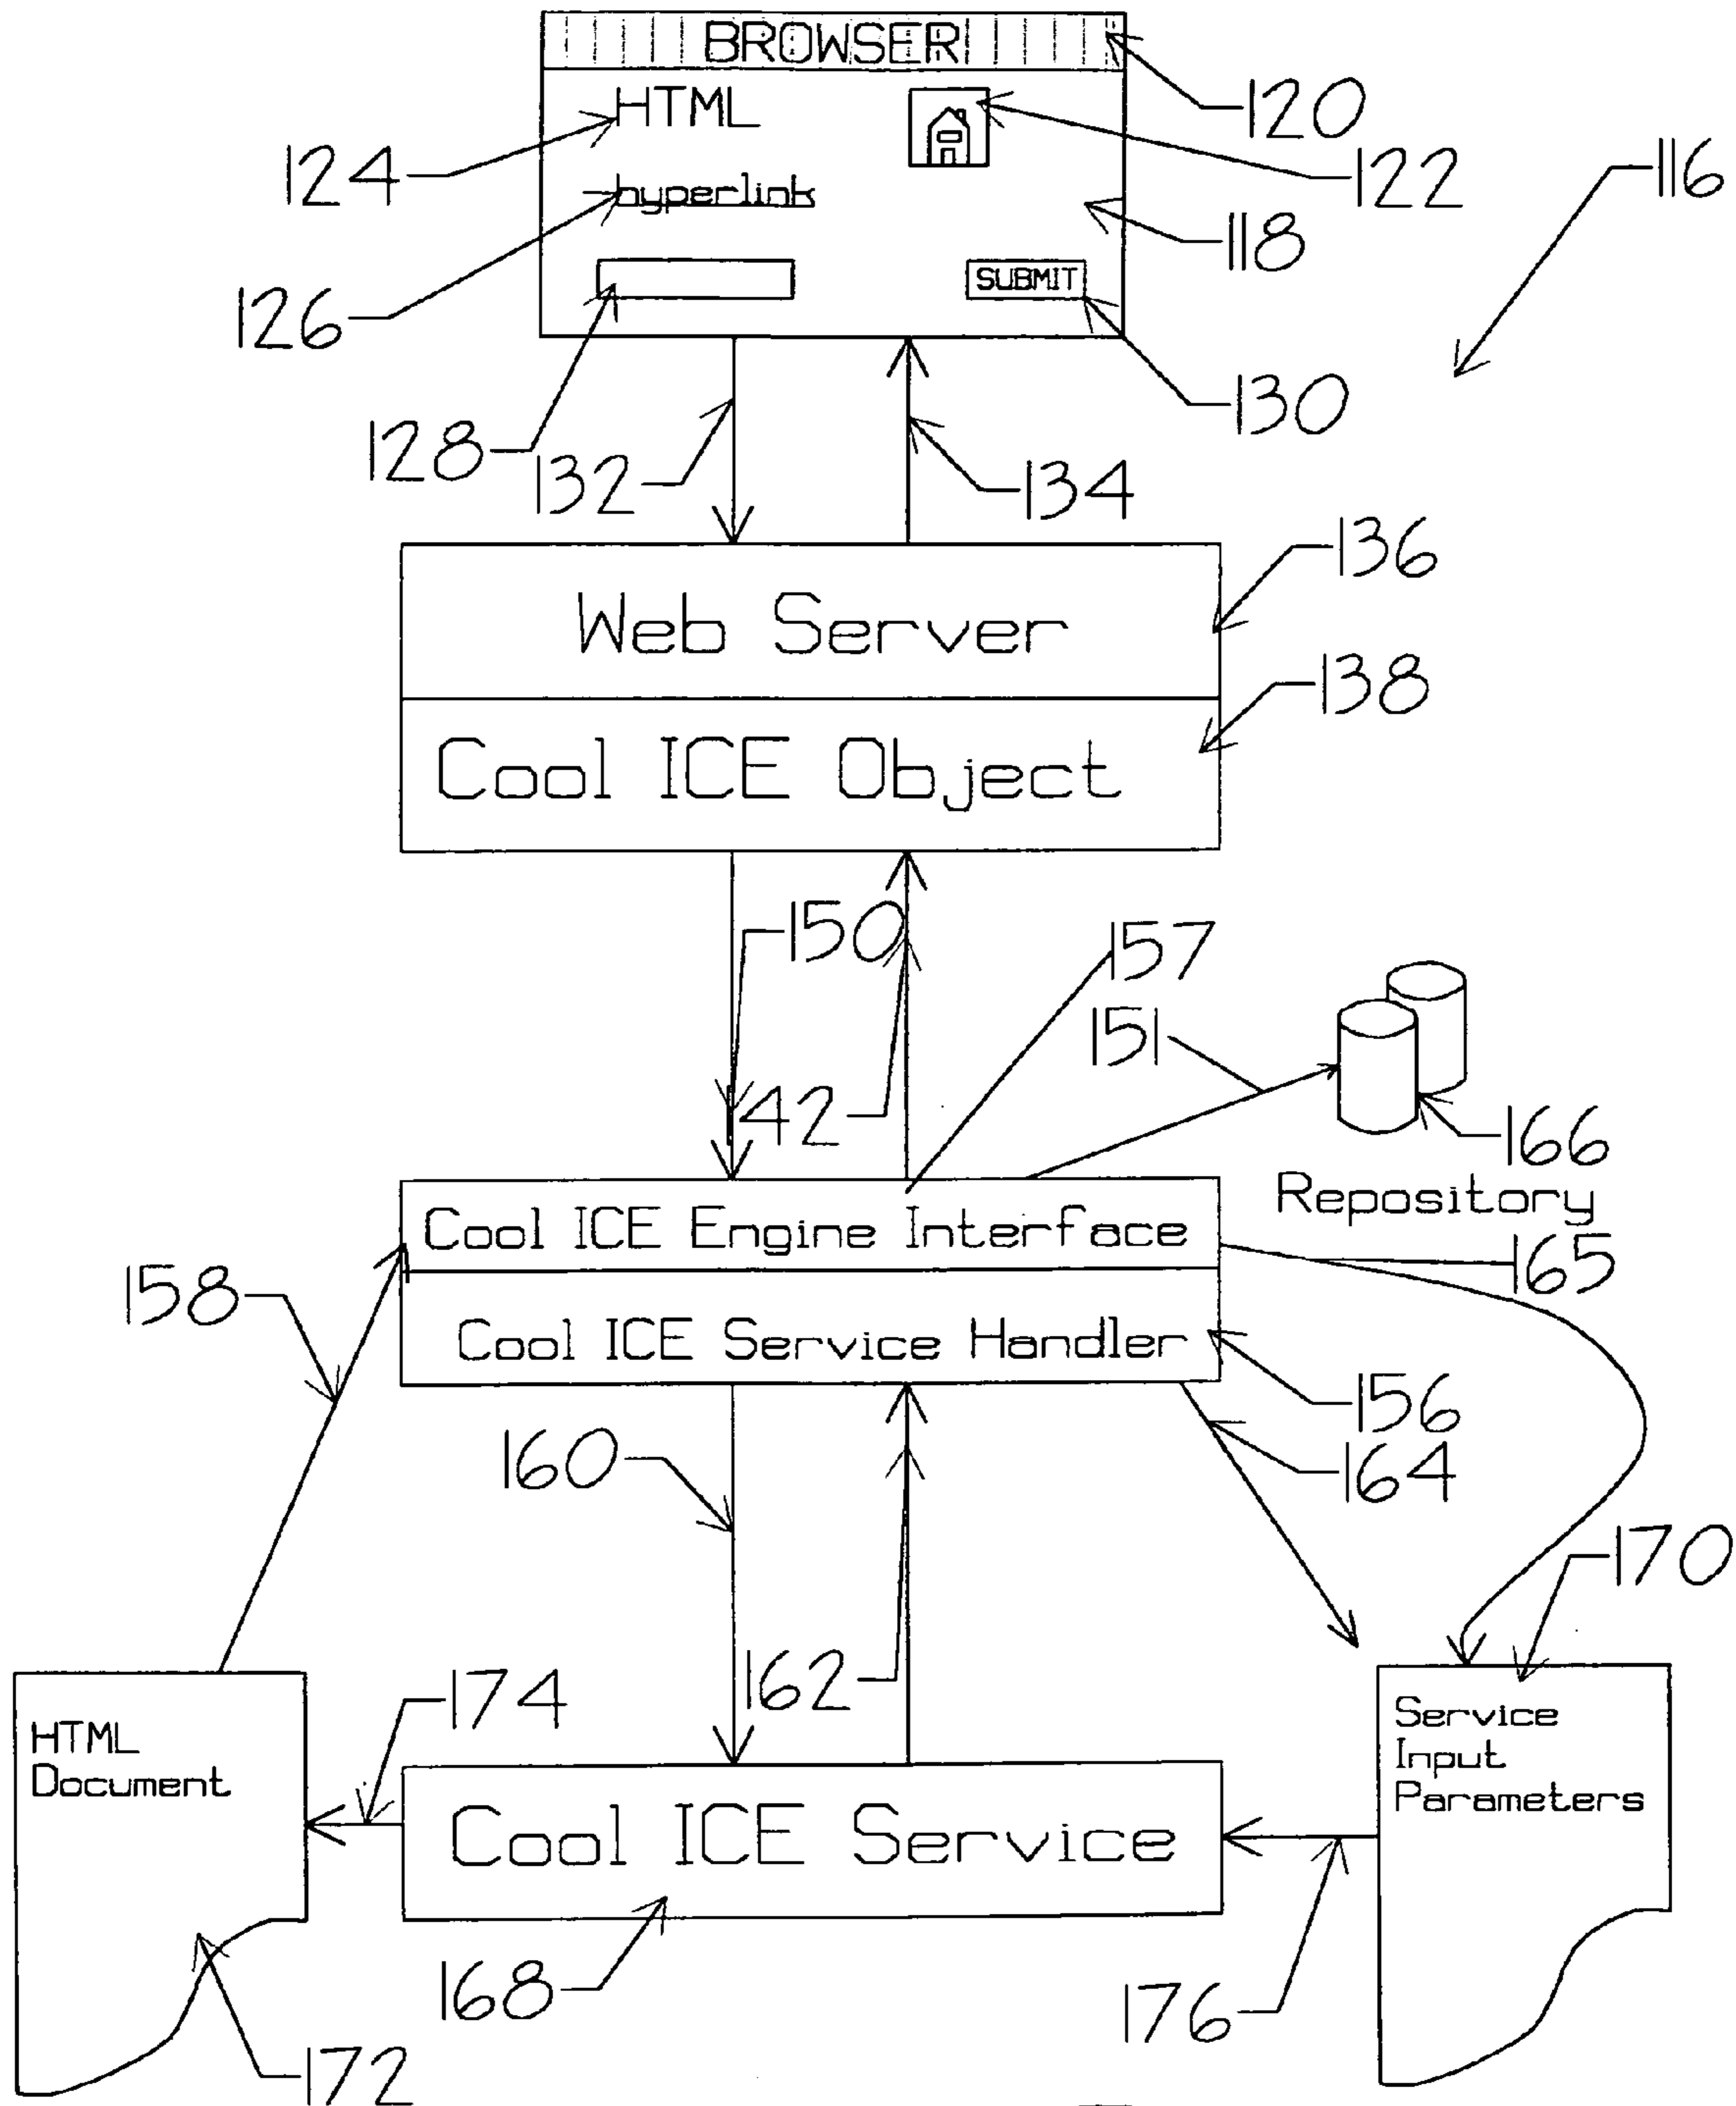 BROWSER
HTML
120
124
122
116
hyperlink
118
126
SUBMIT
128
130
132
134
136
Web Server
138
Cool ICE Object
150
157
151
142
166
Repository
Cool ICE Engine Interface
165
158
Cool ICE Service Handler
156
160
164
170
162
174
HTML
Document
Service
Input
Parameters
Cool ICE Service
168
176
172